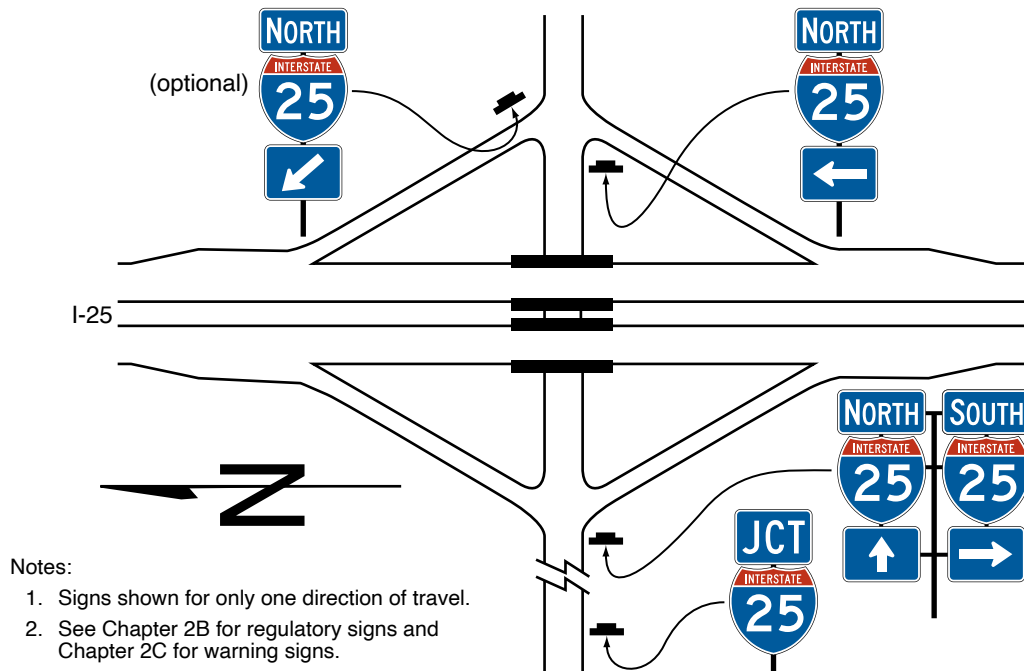 NORTH
INTERSTATE
25
(optional)
NORTH
INTERSTATE
25
I-25
NORTH
INTERSTATE
25
SOUTH
INTERSTATE
25
JCT
INTERSTATE
25
N
Notes:
1. Signs shown for only one direction of travel.
2. See Chapter 2B for regulatory signs and
Chapter 2C for warning signs.